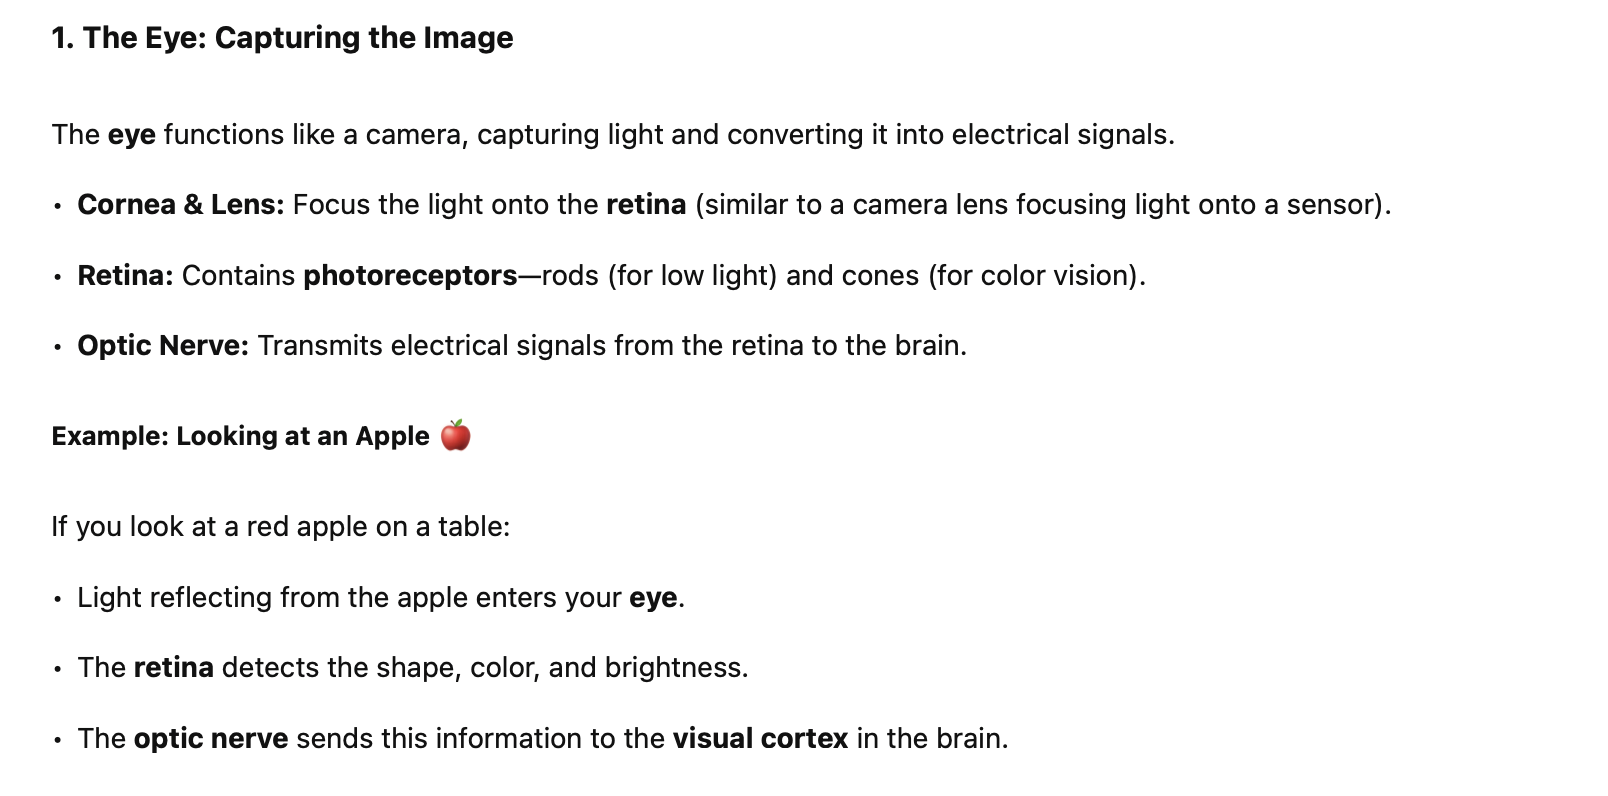 1. The Eye: Capturing the Image
The eye functions like a camera, capturing light and converting it into electrical signals.
• Cornea & Lens: Focus the light onto the retina (similar to a camera lens focusing light onto a sensor).
• Retina: Contains photoreceptors—rods (for low light) and cones (for color vision).
• Optic Nerve: Transmits electrical signals from the retina to the brain.
Example: Looking at an Apple 🍎
If you look at a red apple on a table:
• Light reflecting from the apple enters your eye.
• The retina detects the shape, color, and brightness.
• The optic nerve sends this information to the visual cortex in the brain.